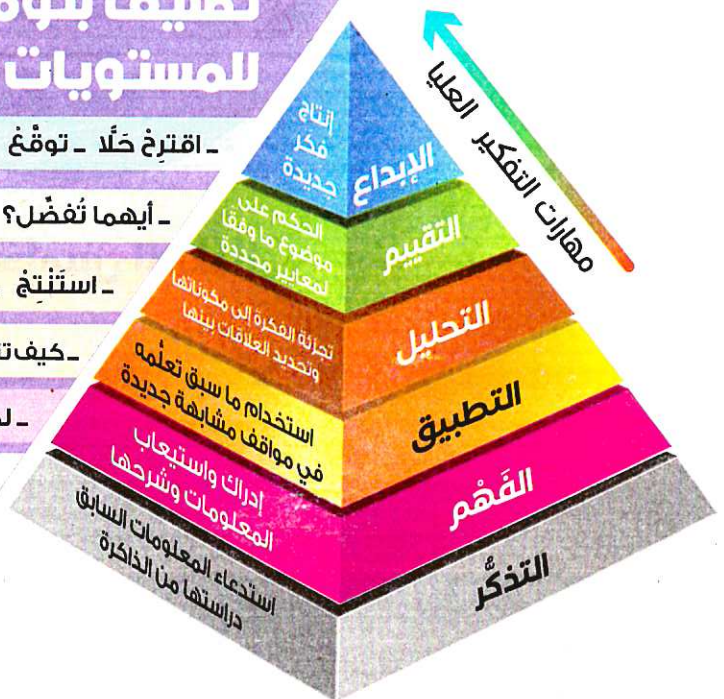 تصنيف بلوم
للمستويات
ـ اقترِحْ حَلًّا ـ توقَّعْ
ـ أيهما تُفضِّل؟
ـ استَنْتِجْ
ـ كيف
مهارات التفكير العليا
الإبداع
إنتاج
فكر
جديدة
التقييم
الحكم على
موضوع ما وفقًا
لمعايير محددة
التحليل
تجزئة الفكرة إلى مكوناتها
وتحديد العلاقات بينها
التطبيق
استخدام ما سبق تعلُّمه
في مواقف مشابهة جديدة
الفَهْم
إدراك واستيعاب
المعلومات وشرحها
التذكُّر
استدعاء المعلومات السابق
دراستها من الذاكرة